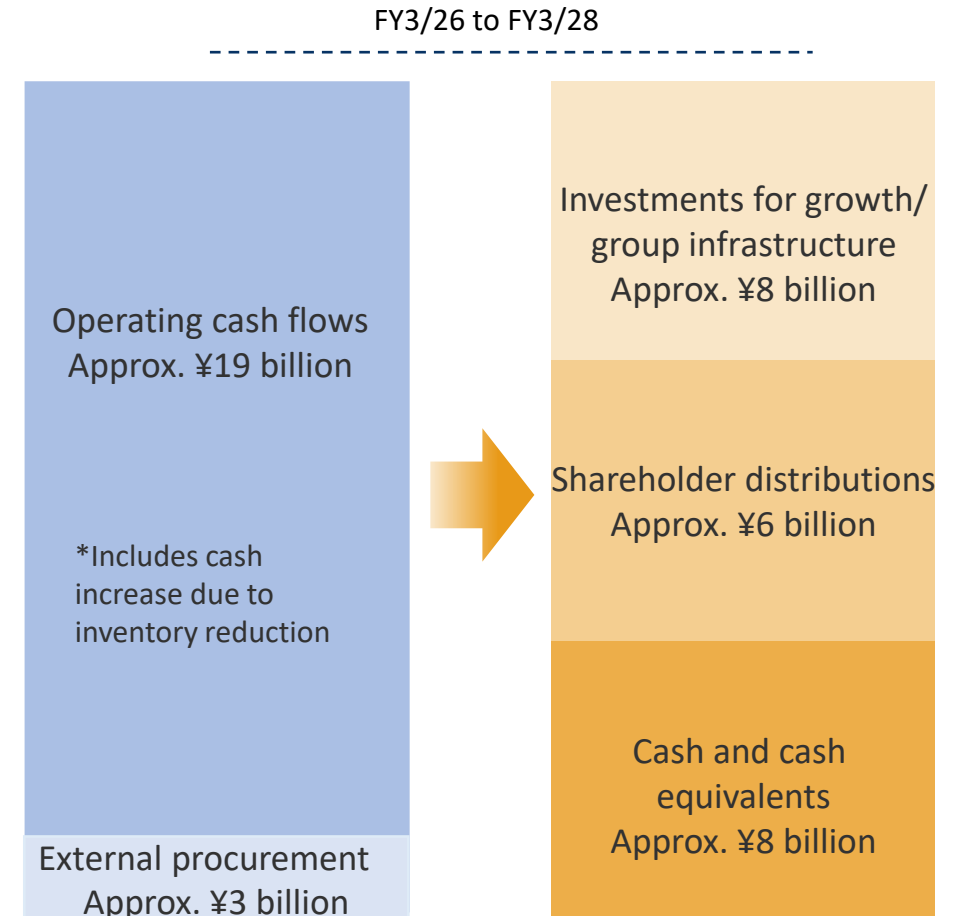 FY3/26 to FY3/28
Operating cash flows
Approx. ¥19 billion
*Includes cash
increase due to
inventory reduction
External procurement
Approx. ¥3 billion
Investments for growth/
group infrastructure
Approx. ¥8 billion
Shareholder distributions
Approx. ¥6 billion
Cash and cash
equivalents
Approx. ¥8 billion